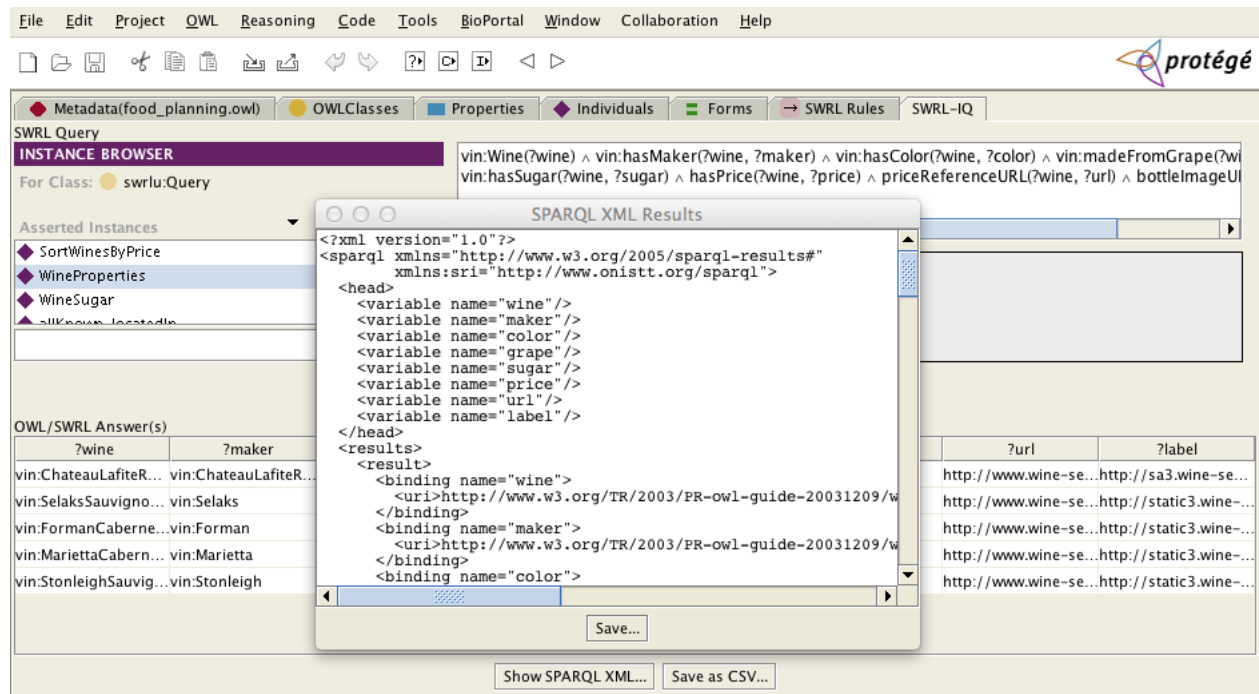 File Edit Project OWL Reasoning Code Tools BioPortal Window Collaboration Help
protégé
Metadata(food_planning.owl) OWLClasses Properties Individuals Forms SWRL Rules SWRL-IQ
SWRL Query
INSTANCE BROWSER
For Class: swrlu:Query
Asserted Instances
SortWinesByPrice
WineProperties
WineSugar
vin:Wine(?wine) ∧ vin:hasMaker(?wine, ?maker) ∧ vin:hasColor(?wine, ?color) ∧ vin:madeFromGrape(?wi
vin:hasSugar(?wine, ?sugar) ∧ hasPrice(?wine, ?price) ∧ priceReferenceURL(?wine, ?url) ∧ bottleImageUI
SPARQL XML Results
<?xml version="1.0"?>
<sparql xmlns="http://www.w3.org/2005/sparql-results#"
xmlns:sri="http://www.onistt.org/sparql">
<head>
<variable name="wine"/>
<variable name="maker"/>
<variable name="color"/>
<variable name="grape"/>
<variable name="sugar"/>
<variable name="price"/>
<variable name="url"/>
<variable name="label"/>
</head>
<results>
<result>
<binding name="wine">
<uri>http://www.w3.org/TR/2003/PR-owl-guide-20031209/w
</binding>
<binding name="maker">
<uri>http://www.w3.org/TR/2003/PR-owl-guide-20031209/w
</binding>
<binding name="color">
Save...
OWL/SWRL Answer(s)
?wine ?maker ?url ?label
vin:ChateauLafiteR... vin:ChateauLafiteR... http://www.wine-se... http://sa3.wine-se...
vin:SelaksSauvigno... vin:Selaks http://www.wine-se... http://static3.wine-...
vin:FormanCaberne... vin:Forman http://www.wine-se... http://static3.wine-...
vin:MariettaCabern... vin:Marietta http://www.wine-se... http://static3.wine-...
vin:StonleighSauvig... vin:Stonleigh http://www.wine-se... http://static3.wine-...
Show SPARQL XML... Save as CSV...